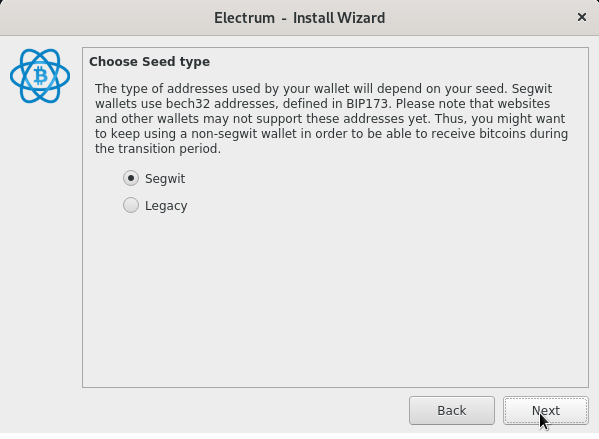 Electrum - Install Wizard
Choose Seed type
The type of addresses used by your wallet will depend on your seed. Segwit
wallets use bech32 addresses, defined in BIP173. Please note that websites
and other wallets may not support these addresses yet. Thus, you might want
to keep using a non-segwit wallet in order to be able to receive bitcoins during
the transition period.
Segwit
Legacy
Back
Next